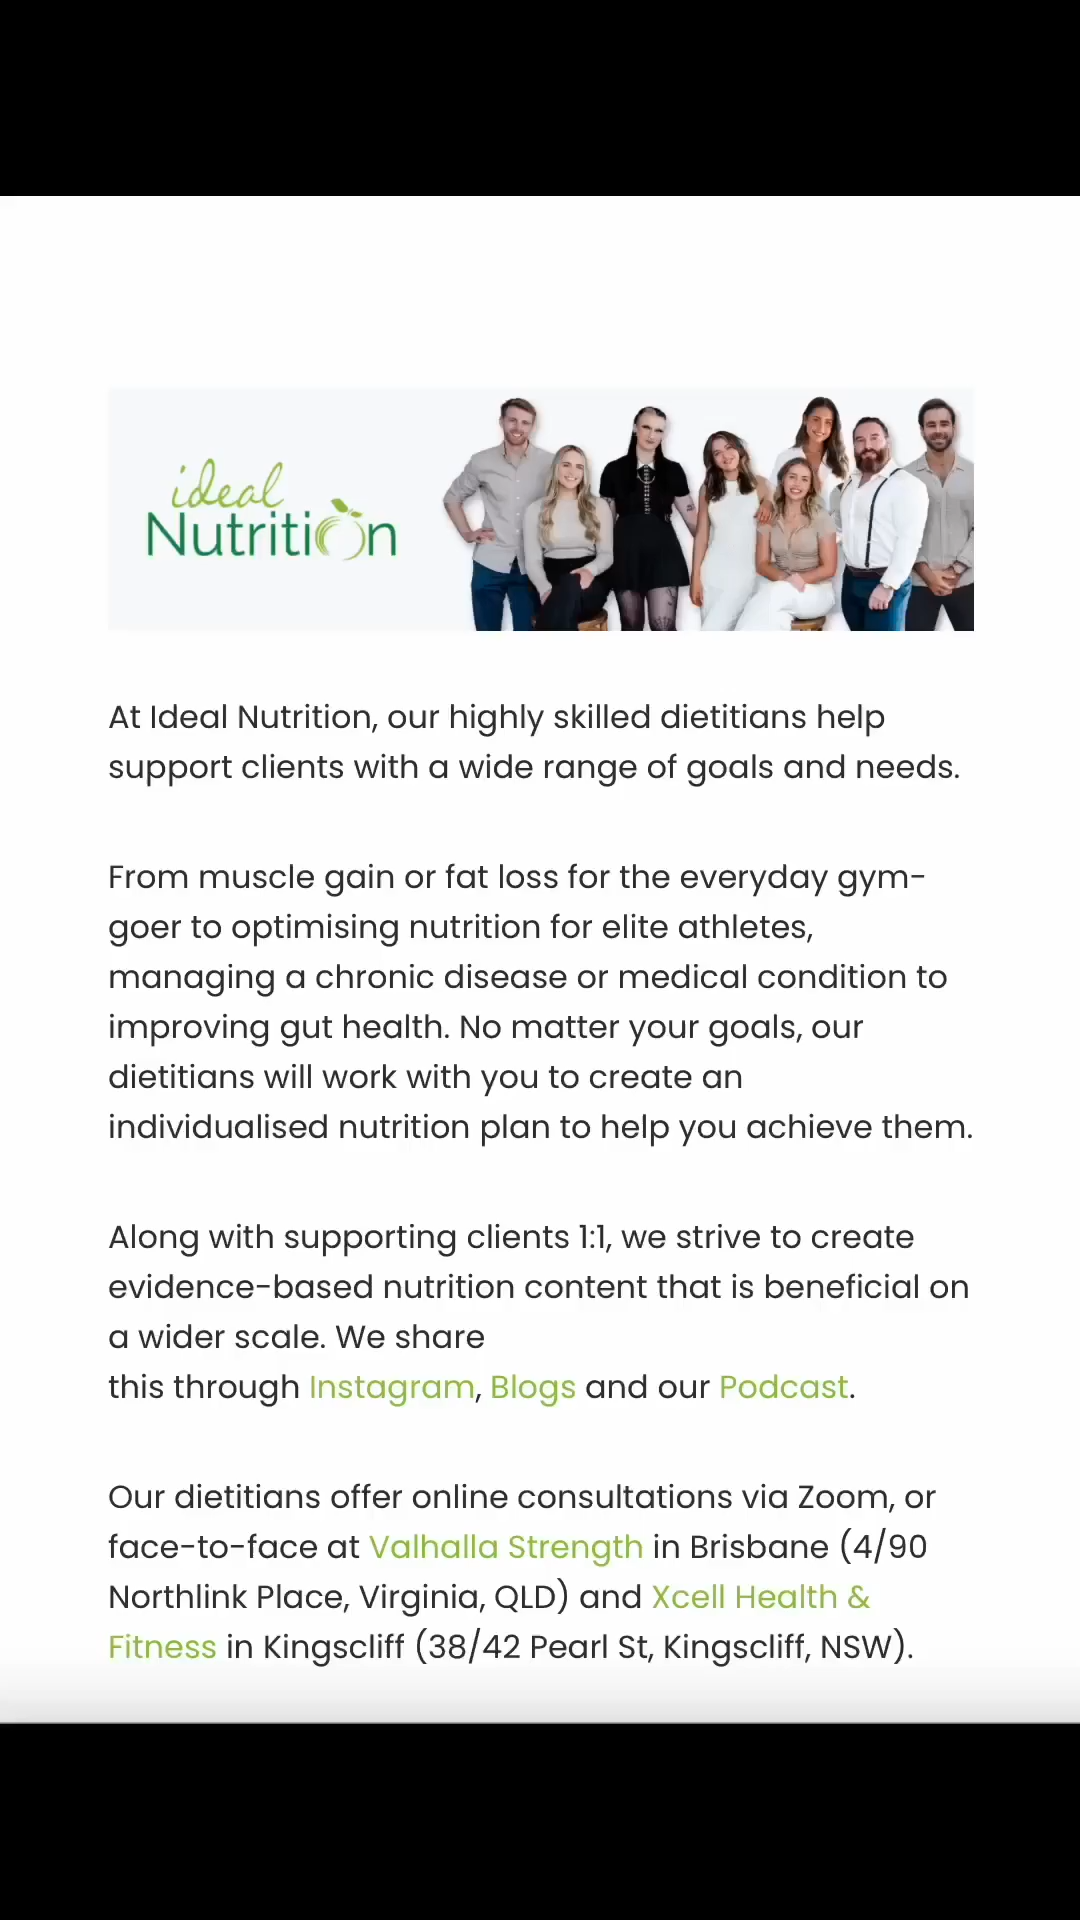 ideal
Nutrition
At Ideal Nutrition, our highly skilled dietitians help
support clients with a wide range of goals and needs.
From muscle gain or fat loss for the everyday gym-
goer to optimising nutrition for elite athletes,
managing a chronic disease or medical condition to
improving gut health. No matter your goals, our
dietitians will work with you to create an
individualised nutrition plan to help you achieve them.
Along with supporting clients 1:1, we strive to create
evidence-based nutrition content that is beneficial on
a wider scale. We share
this through Instagram, Blogs and our Podcast.
Our dietitians offer online consultations via Zoom, or
face-to-face at Valhalla Strength in Brisbane (4/90
Northlink Place, Virginia, QLD) and Xcell Health &
Fitness in Kingscliff (38/42 Pearl St, Kingscliff, NSW).